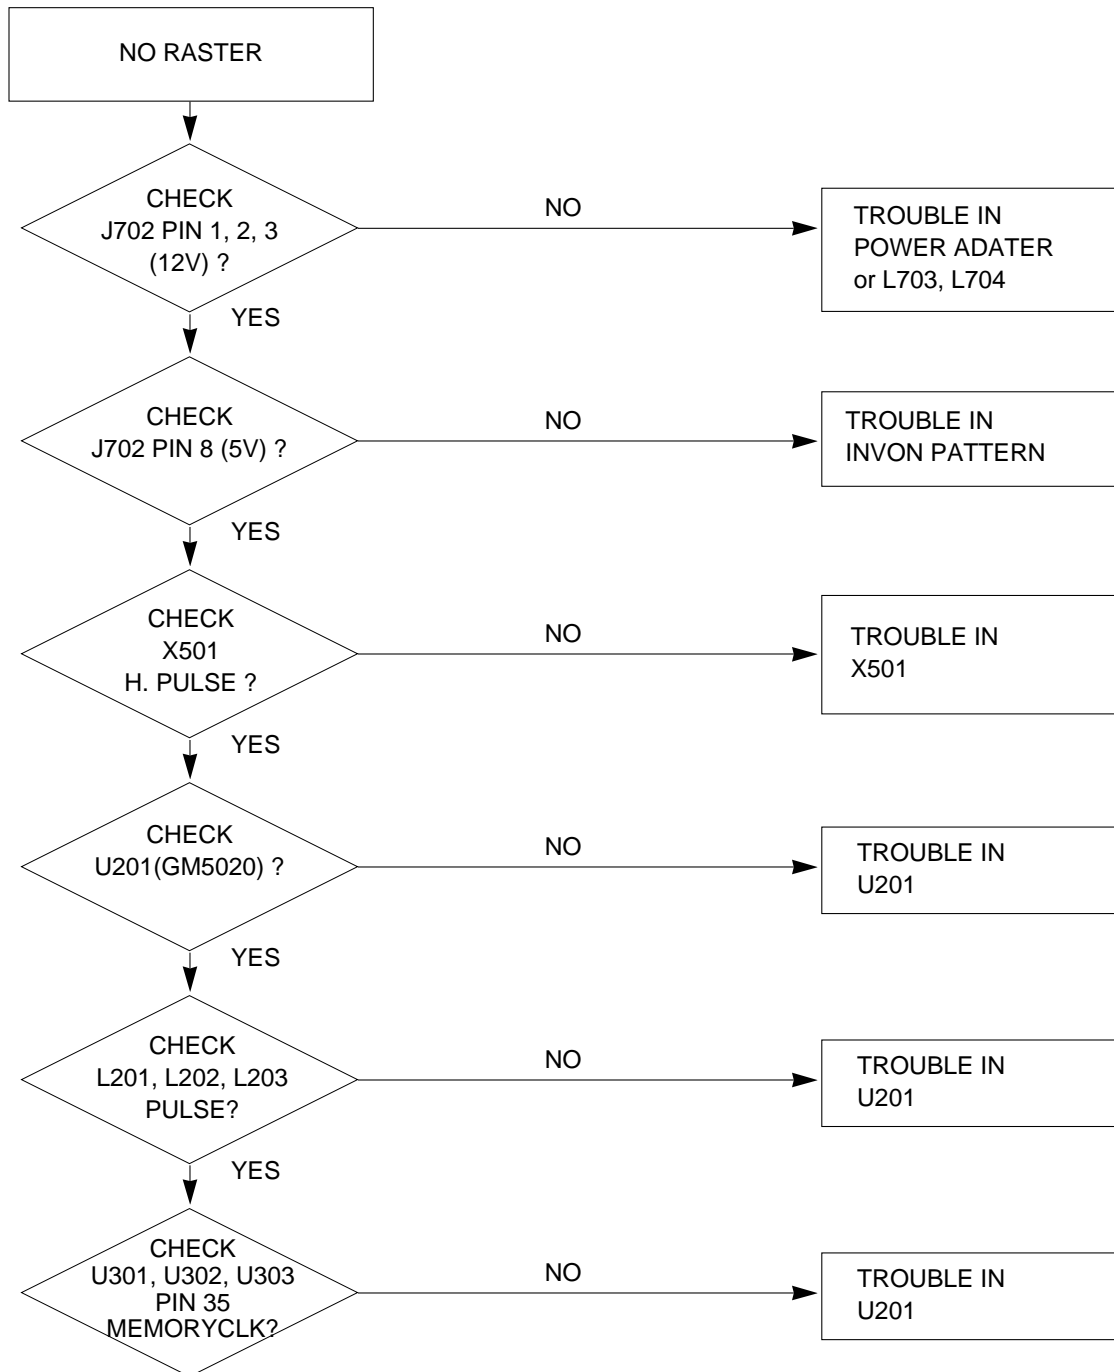 NO RASTER
CHECK
J702 PIN 1, 2, 3
(12V) ?
NO
TROUBLE IN
POWER ADATER
or L703, L704
YES
CHECK
J702 PIN 8 (5V) ?
NO
TROUBLE IN
INVON PATTERN
YES
CHECK
X501
H. PULSE ?
NO
TROUBLE IN
X501
YES
CHECK
U201(GM5020) ?
NO
TROUBLE IN
U201
YES
CHECK
L201, L202, L203
PULSE?
NO
TROUBLE IN
U201
YES
CHECK
U301, U302, U303
PIN 35
MEMORYCLK?
NO
TROUBLE IN
U201